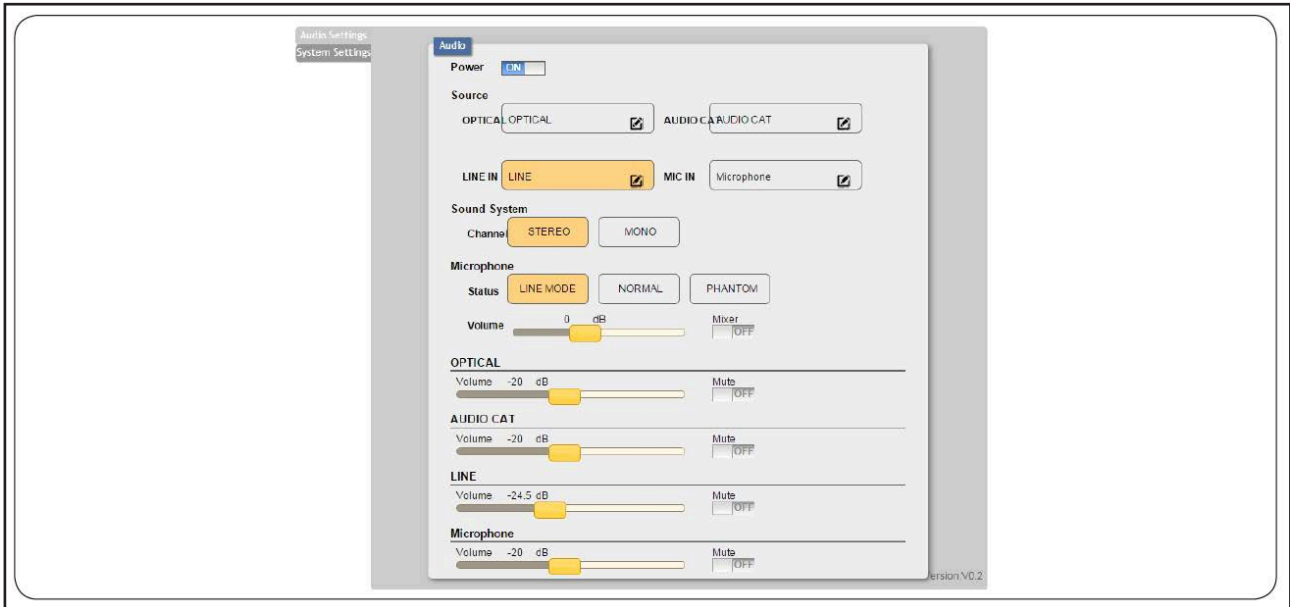 Audio Settings
System Settings
Audio
Power ON
Source
OPTICAL OPTICAL AUDIO CAT AUDIO CAT
LINE IN LINE MIC IN Microphone
Sound System
Channel STEREO MONO
Microphone
Status LINE MODE NORMAL PHANTOM
Volume 0 dB Mixer OFF
OPTICAL
Volume -20 dB Mute OFF
AUDIO CAT
Volume -20 dB Mute OFF
LINE
Volume -24.5 dB Mute OFF
Microphone
Volume -20 dB Mute OFF
ersion:V0.2